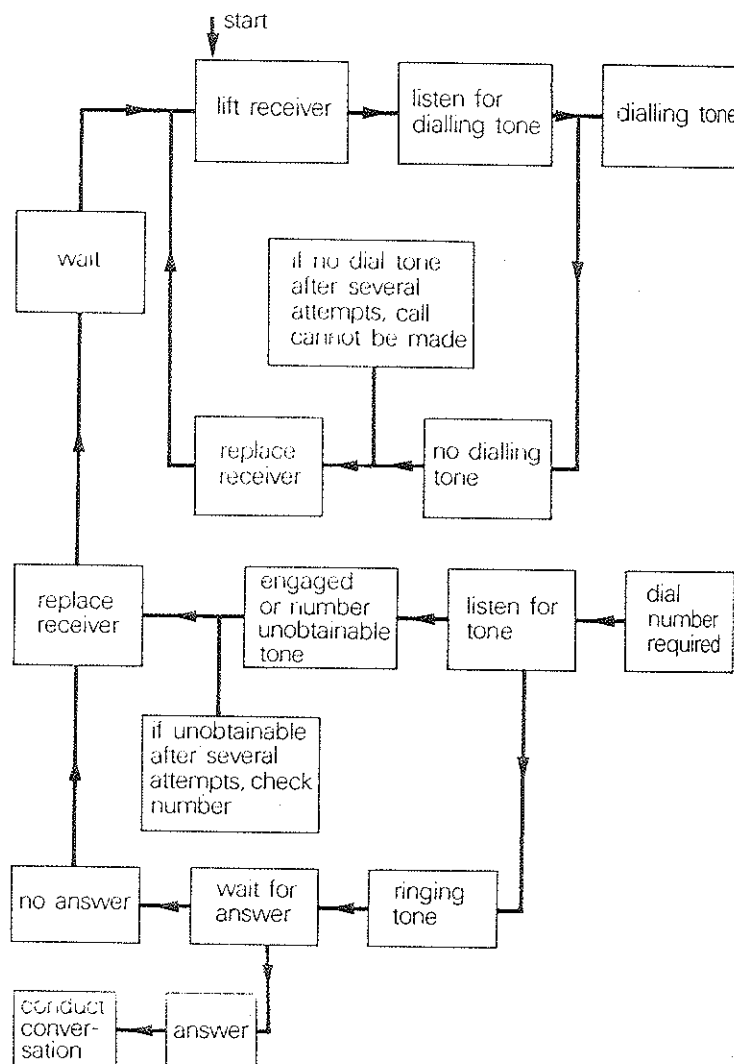 start
lift receiver
listen for
dialling tone
dialling tone
wait
if no dial tone
after several
attempts, call
cannot be made
replace
receiver
no dialling
tone
replace
receiver
engaged
or number
unobtainable
tone
listen for
tone
dial
number
required
if unobtainable
after several
attempts, check
number
no answer
wait for
answer
ringing
tone
conduct
conver-
sation
answer